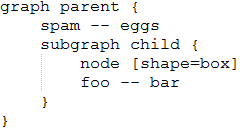 graph parent {
    spam -- eggs
    subgraph child {
        node [shape=box]
        foo -- bar
    }
}